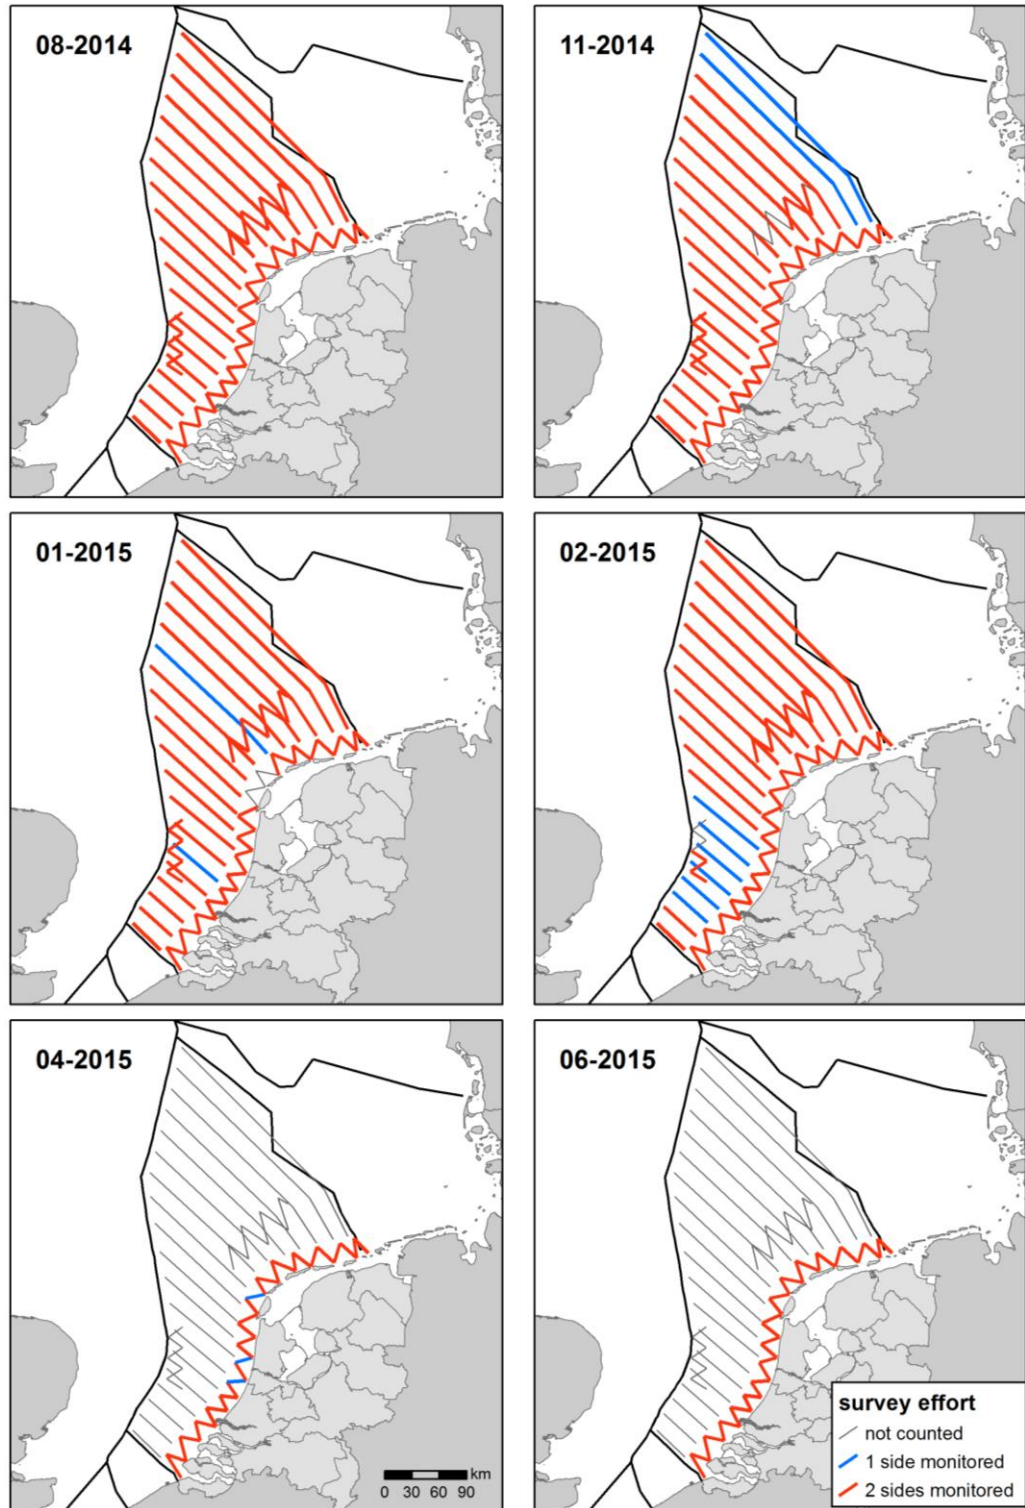 08-2014
11-2014
01-2015
02-2015
04-2015
06-2015
km
0 30 60 90
survey effort
not counted
1 side monitored
2 sides monitored